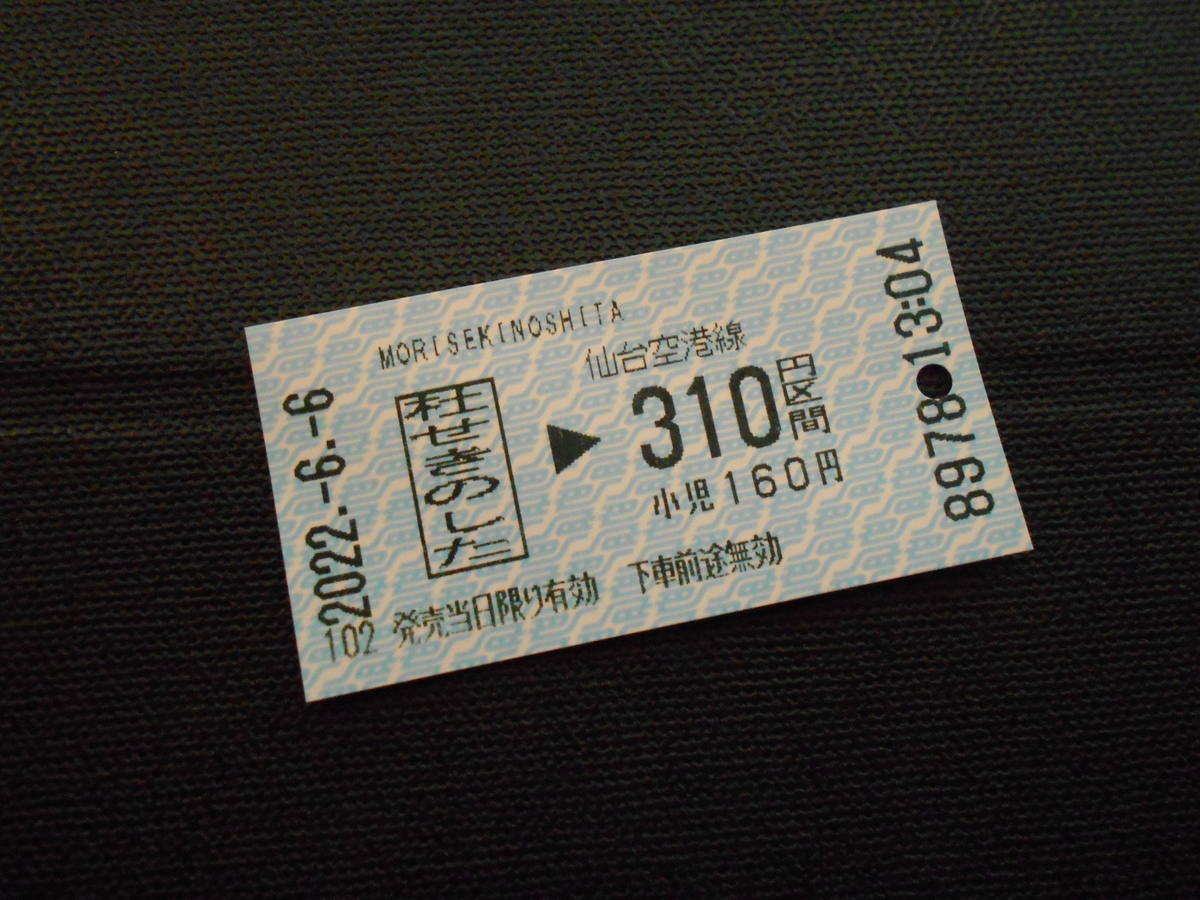 MORISEKINOSHITA
仙台空港線
杜せきのした
▶
310円区間
小児160円
発売当日限り有効 下車前途無効
102
2022.-6.-6
8978
13:04